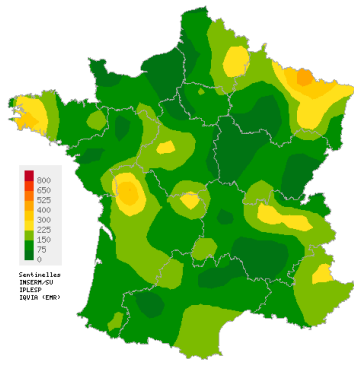 800
650
525
400
300
225
150
75
0
Sentinelles
INSERM/SU
IPLESP
IQVIA (EMR)